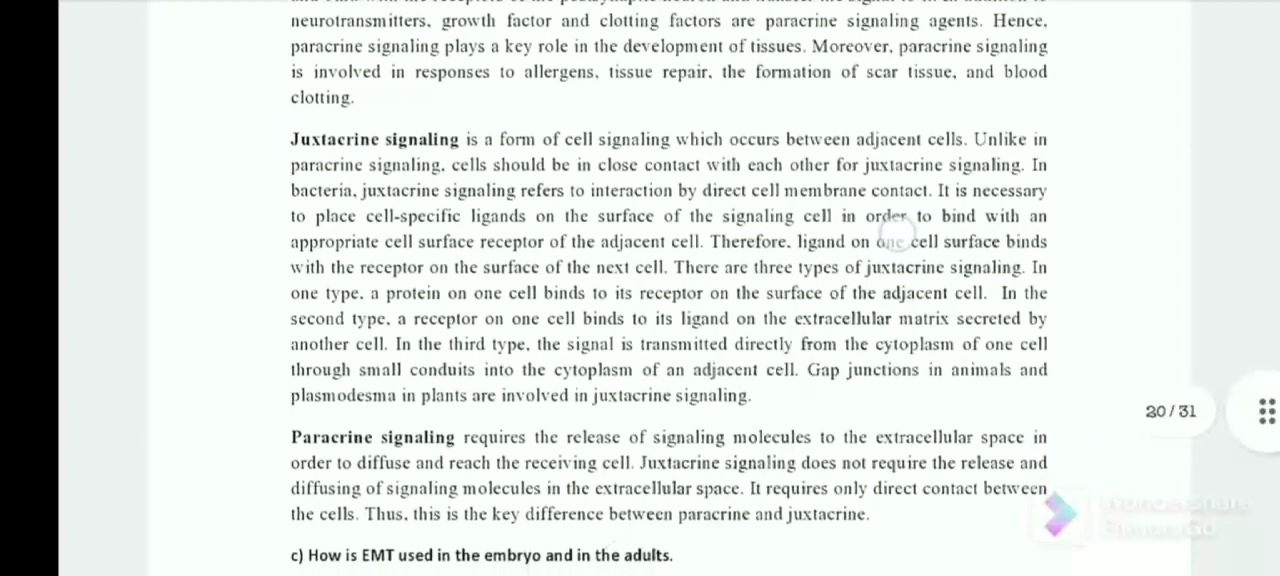 neurotransmitters, growth factor and clotting factors are paracrine signaling agents. Hence,
paracrine signaling plays a key role in the development of tissues. Moreover, paracrine signaling
is involved in responses to allergens, tissue repair, the formation of scar tissue, and blood
clotting.
Juxtacrine signaling is a form of cell signaling which occurs between adjacent cells. Unlike in
paracrine signaling, cells should be in close contact with each other for juxtacrine signaling. In
bacteria, juxtacrine signaling refers to interaction by direct cell membrane contact. It is necessary
to place cell-specific ligands on the surface of the signaling cell in order to bind with an
appropriate cell surface receptor of the adjacent cell. Therefore, ligand on one cell surface binds
with the receptor on the surface of the next cell. There are three types of juxtacrine signaling. In
one type, a protein on one cell binds to its receptor on the surface of the adjacent cell. In the
second type, a receptor on one cell binds to its ligand on the extracellular matrix secreted by
another cell. In the third type, the signal is transmitted directly from the cytoplasm of one cell
through small conduits into the cytoplasm of an adjacent cell. Gap junctions in animals and
plasmodesma in plants are involved in juxtacrine signaling.
20 / 31
Paracrine signaling requires the release of signaling molecules to the extracellular space in
order to diffuse and reach the receiving cell. Juxtacrine signaling does not require the release and
diffusing of signaling molecules in the extracellular space. It requires only direct contact between
the cells. Thus, this is the key difference between paracrine and juxtacrine.
Wondershare
FilmoraGo
c) How is EMT used in the embryo and in the adults.